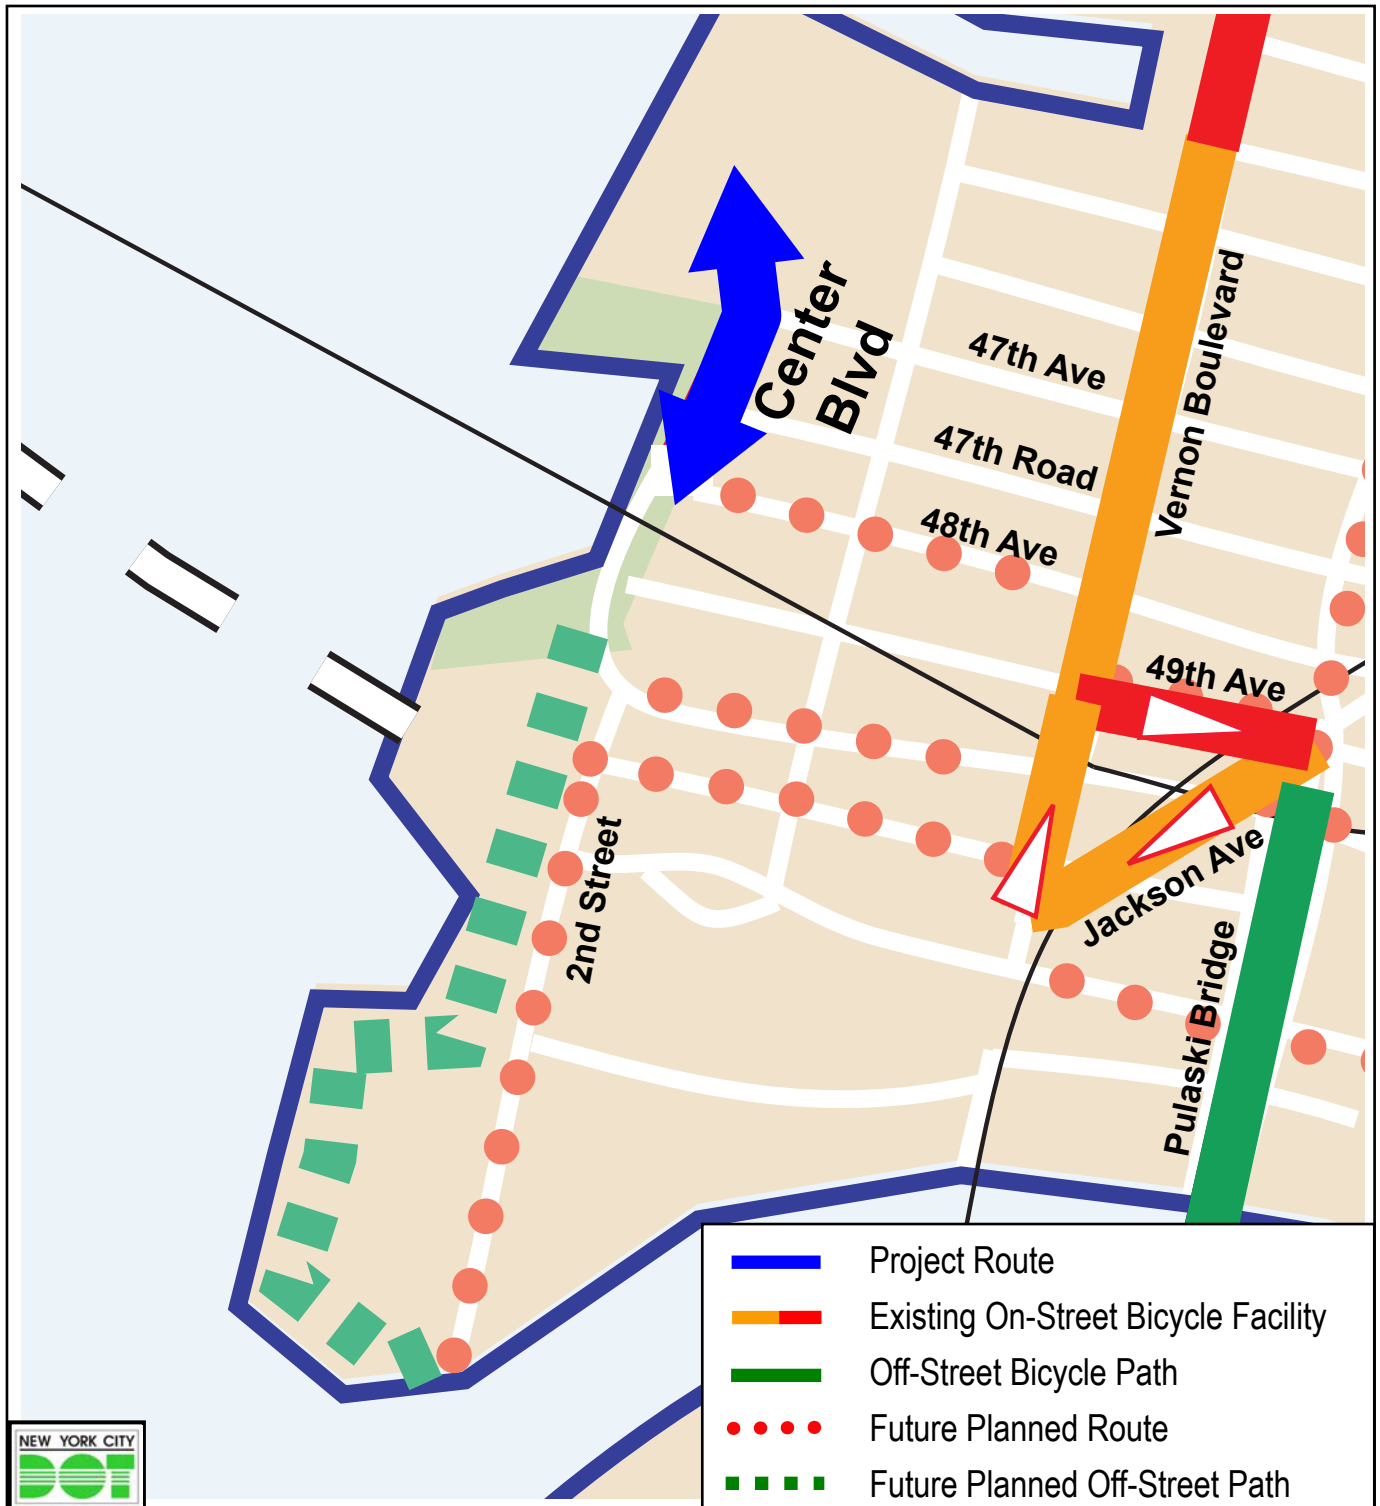 Center
Blvd
47th Ave
Vernon Boulevard
47th Road
48th Ave
49th Ave
2nd Street
Jackson Ave
Pulaski Bridge
Project Route
Existing On-Street Bicycle Facility
Off-Street Bicycle Path
Future Planned Route
Future Planned Off-Street Path
NEW YORK CITY
DOT